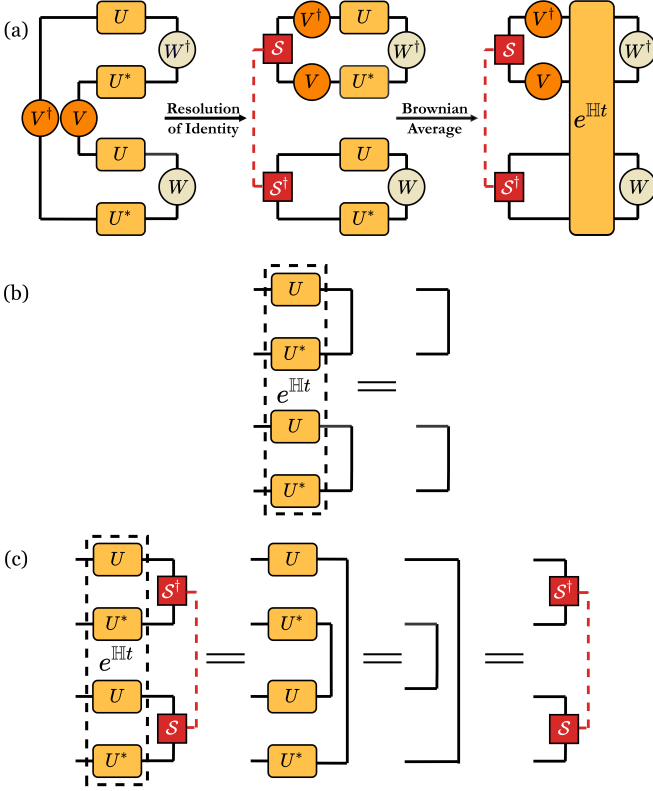 (a)
U
W†
U*
V†
V
U
W
U*
Resolution
of Identity
V†
U
S
W†
V
U*
U
S†
W
U*
Brownian
Average
V†
S
W†
V
e^ℍt
S†
W
(b)
U
U*
e^ℍt
U
U*
=
(c)
U
S†
U*
e^ℍt
U
S
U*
=
U
U*
U
U*
=
=
S†
S